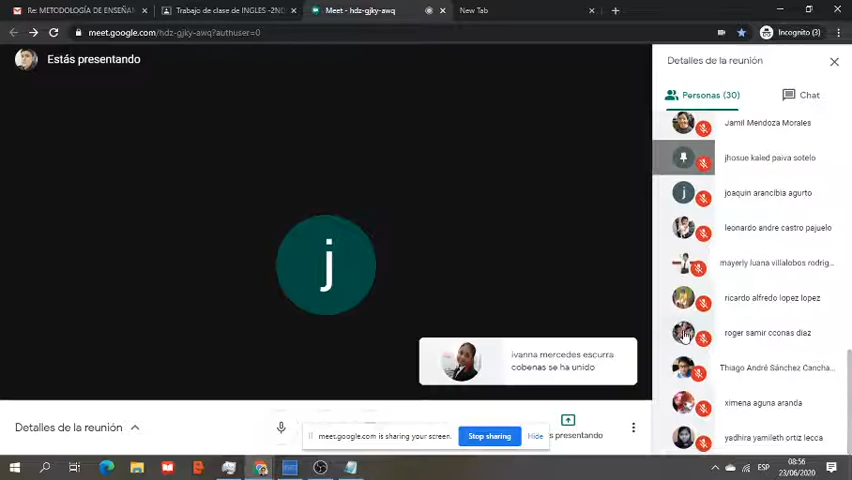 Re: METODOLOGÍA DE ENSEÑAN
Trabajo de clase de INGLES -2ND
Meet - hdz-gjky-awq
New Tab
meet.google.com/hdz-gjky-awq?authuser=0
Incognito (3)
Estás presentando
Detalles de la reunión
Personas (30)
Chat
Jamil Mendoza Morales
jhosue kaled paiva sotelo
j
joaquin arancibia agurto
leonardo andre castro pajuelo
mayerly luana villalobos rodrig...
ricardo alfredo lopez lopez
roger samir cconas diaz
Thiago André Sánchez Cancha...
ximena aguna aranda
yadhira yamileth ortiz lecca
j
ivanna mercedes escurra
cobenas se ha unido
Detalles de la reunión
meet.google.com is sharing your screen.
Stop sharing
Hide
s presentando
ESP
08:56
23/06/2020